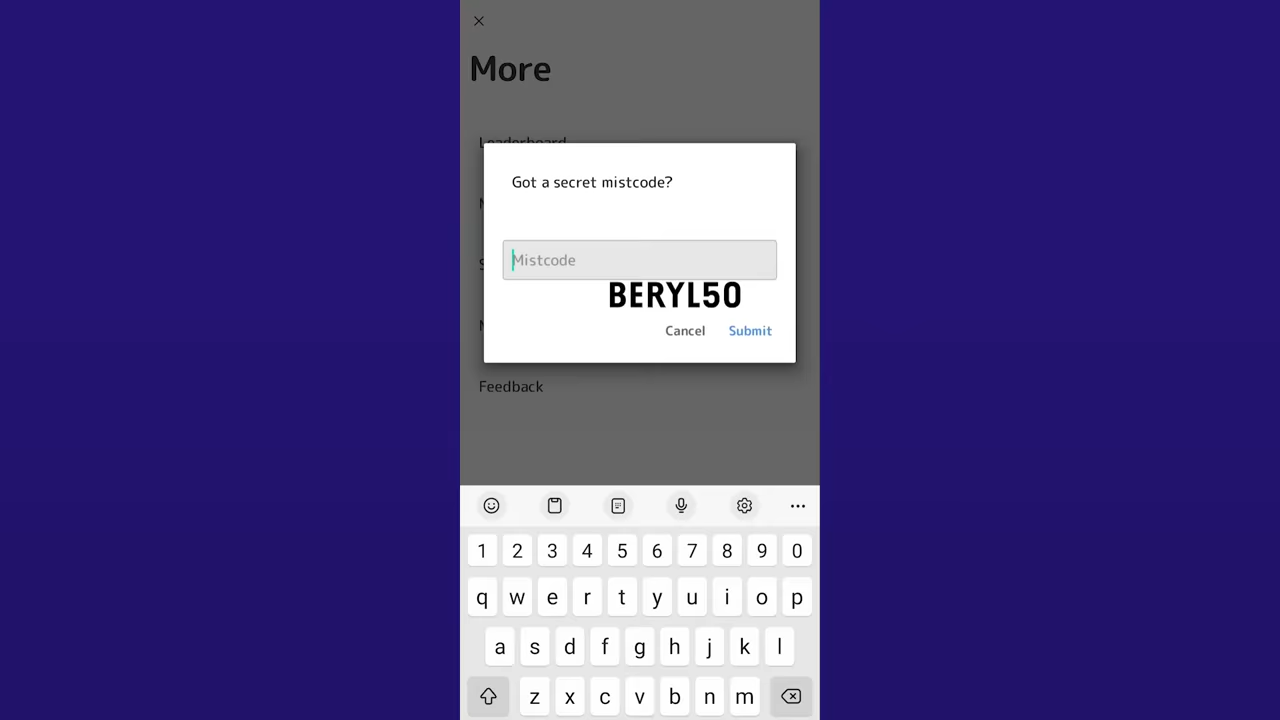 More
Leaderboard
Got a secret mistcode?
Mistcode
BERYL50
Cancel Submit
Feedback
1 2 3 4 5 6 7 8 9 0
q w e r t y u i o p
a s d f g h j k l
z x c v b n m